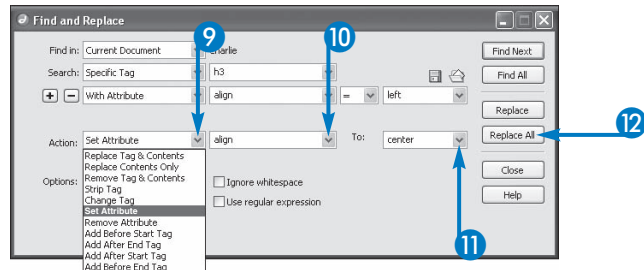 Find and Replace
9 10
Find in: Current Document charlie Find Next
Search: Specific Tag h3 Find All
+ - With Attribute align = left
Replace
Action: Set Attribute align To: center Replace All 12
Replace Tag & Contents
Replace Contents Only
Remove Tag & Contents Close
Options: Ignore whitespace
Strip Tag
Change Tag Help
Set Attribute Use regular expression
Remove Attribute
Add Before Start Tag 11
Add After End Tag
Add After Start Tag
Add Before End Tag